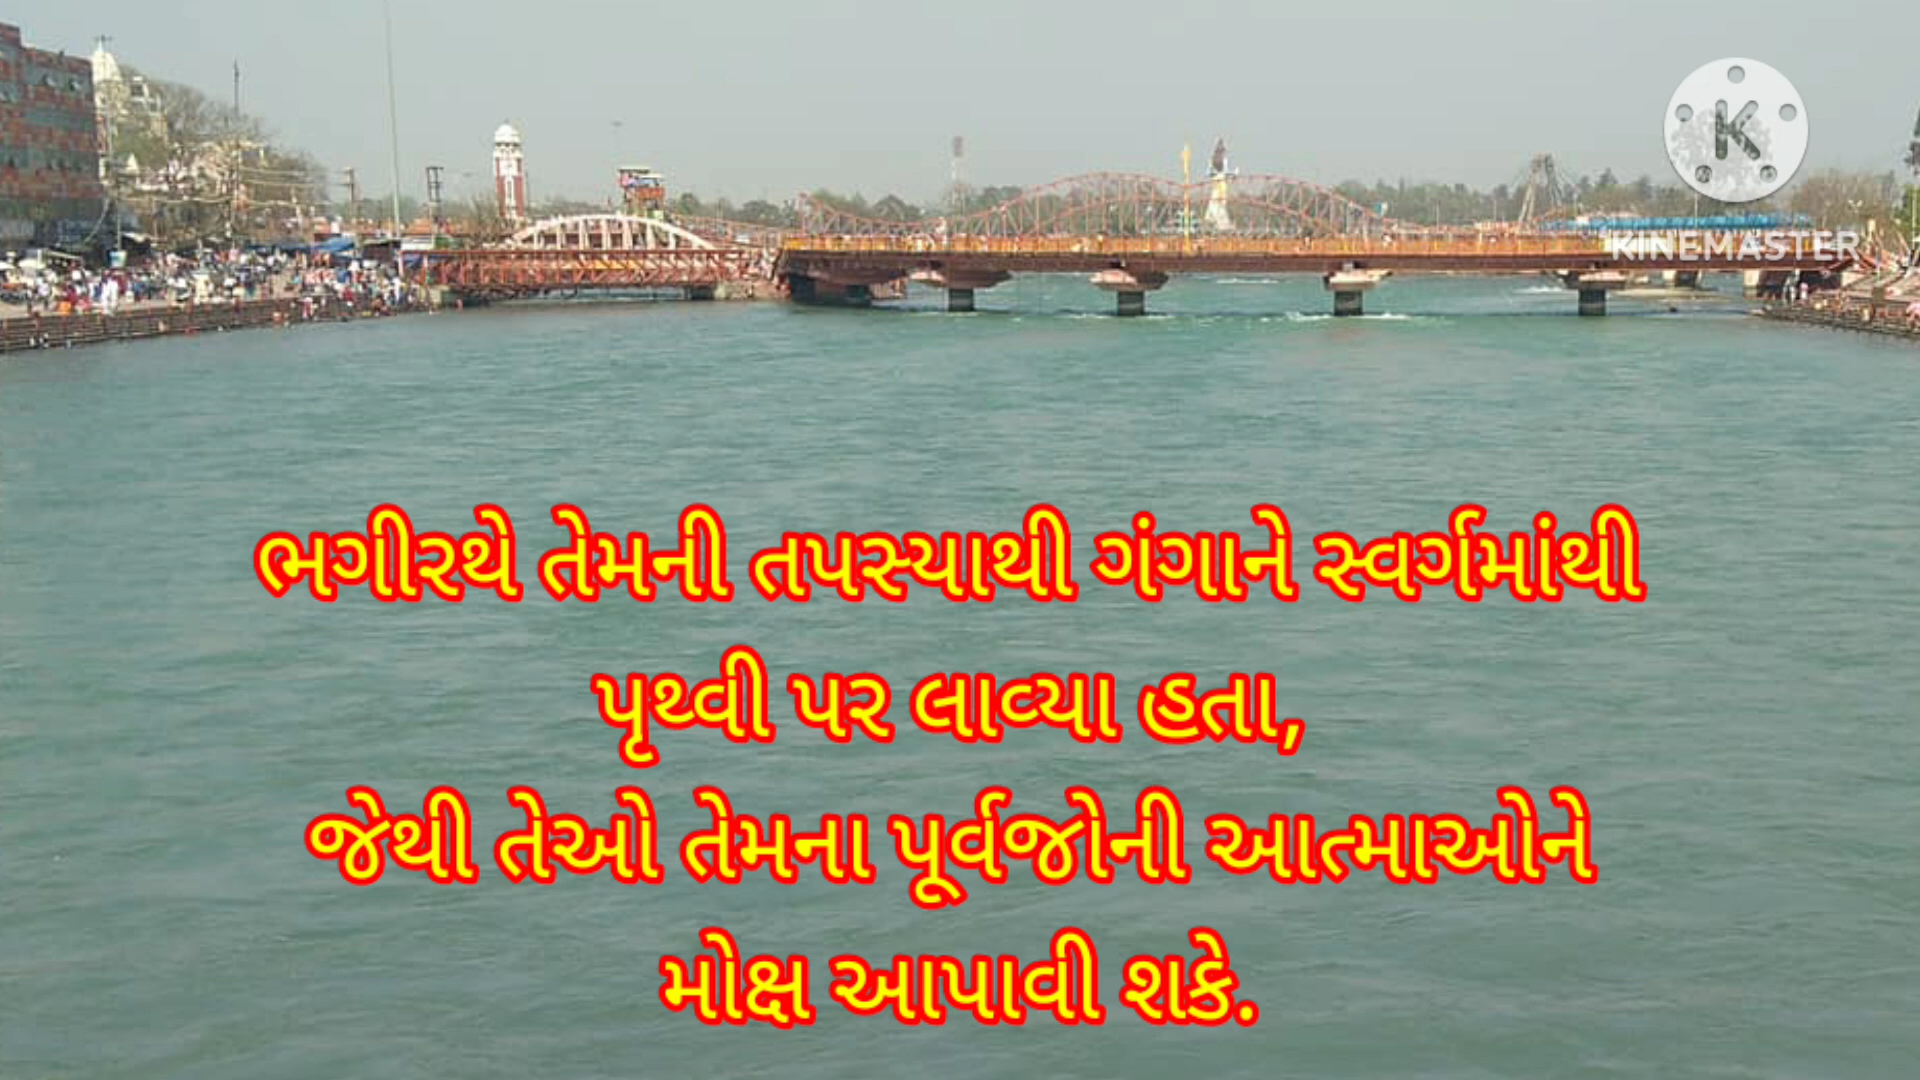 K
KINEMASTER
ભગીરથે તેમની તપસ્યાથી ગંગાને સ્વર્ગમાંથી
પૃથ્વી પર લાવ્યા હતા,
જેથી તેઓ તેમના પૂર્વજોની આત્માઓને
મોક્ષ આપાવી શકે.